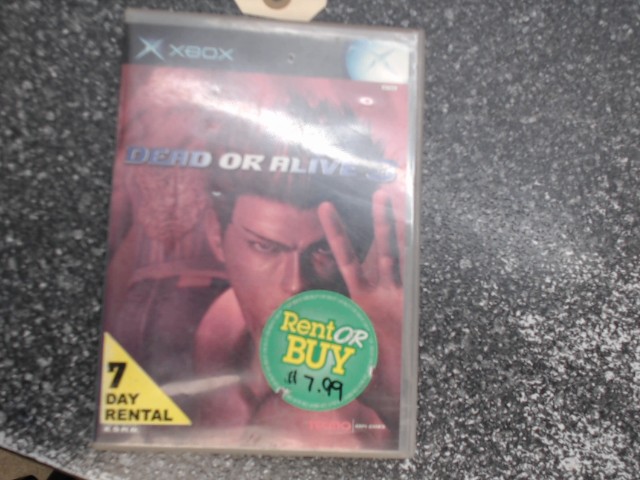 XBOX
DEAD OR ALIVE 3
Rent OR
BUY
$ 7.99
7
DAY
RENTAL